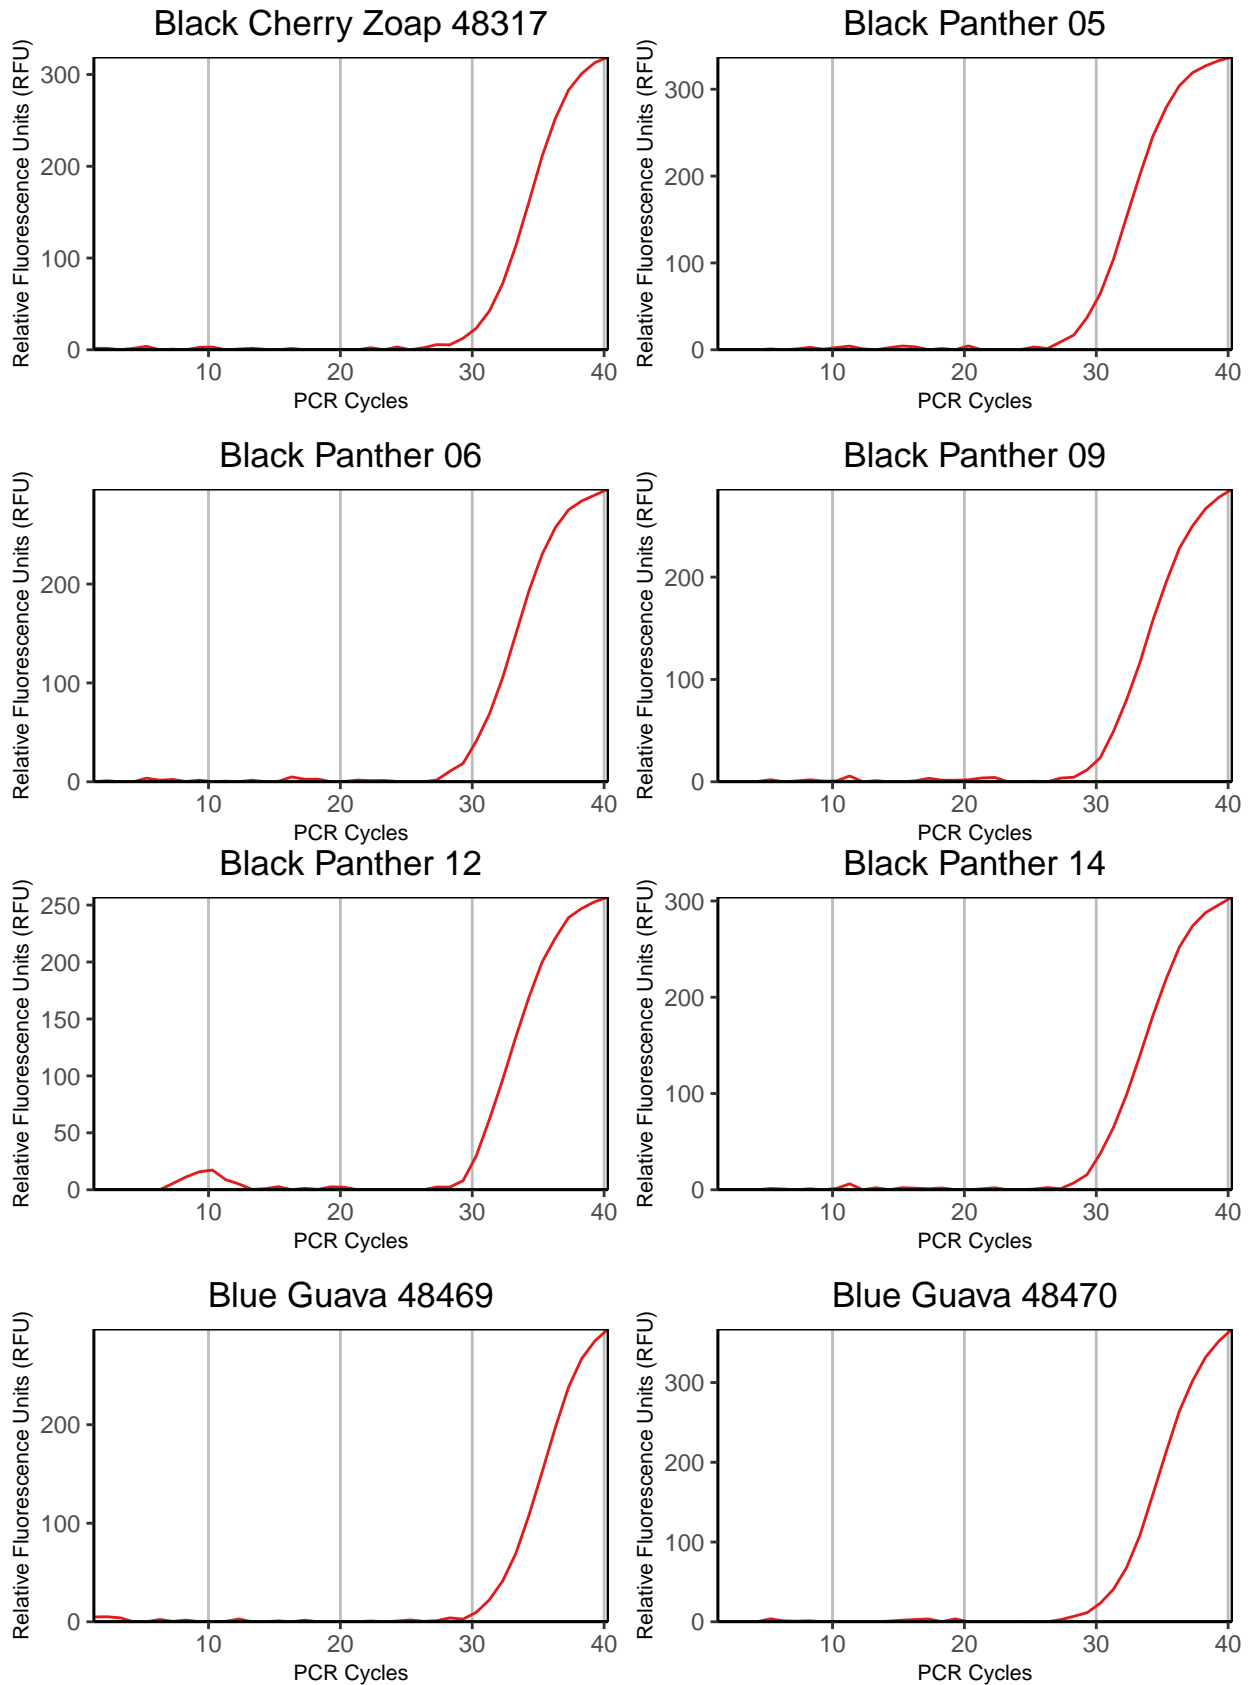 Black Cherry Zoap 48317
Relative Fluorescence Units (RFU)
300
200
100
0
10 20 30 40
PCR Cycles
Black Panther 05
Relative Fluorescence Units (RFU)
300
200
100
0
10 20 30 40
PCR Cycles
Black Panther 06
Relative Fluorescence Units (RFU)
200
100
0
10 20 30 40
PCR Cycles
Black Panther 09
Relative Fluorescence Units (RFU)
200
100
0
10 20 30 40
PCR Cycles
Black Panther 12
Relative Fluorescence Units (RFU)
250
200
150
100
50
0
10 20 30 40
PCR Cycles
Black Panther 14
Relative Fluorescence Units (RFU)
300
200
100
0
10 20 30 40
PCR Cycles
Blue Guava 48469
Relative Fluorescence Units (RFU)
200
100
0
10 20 30 40
PCR Cycles
Blue Guava 48470
Relative Fluorescence Units (RFU)
300
200
100
0
10 20 30 40
PCR Cycles